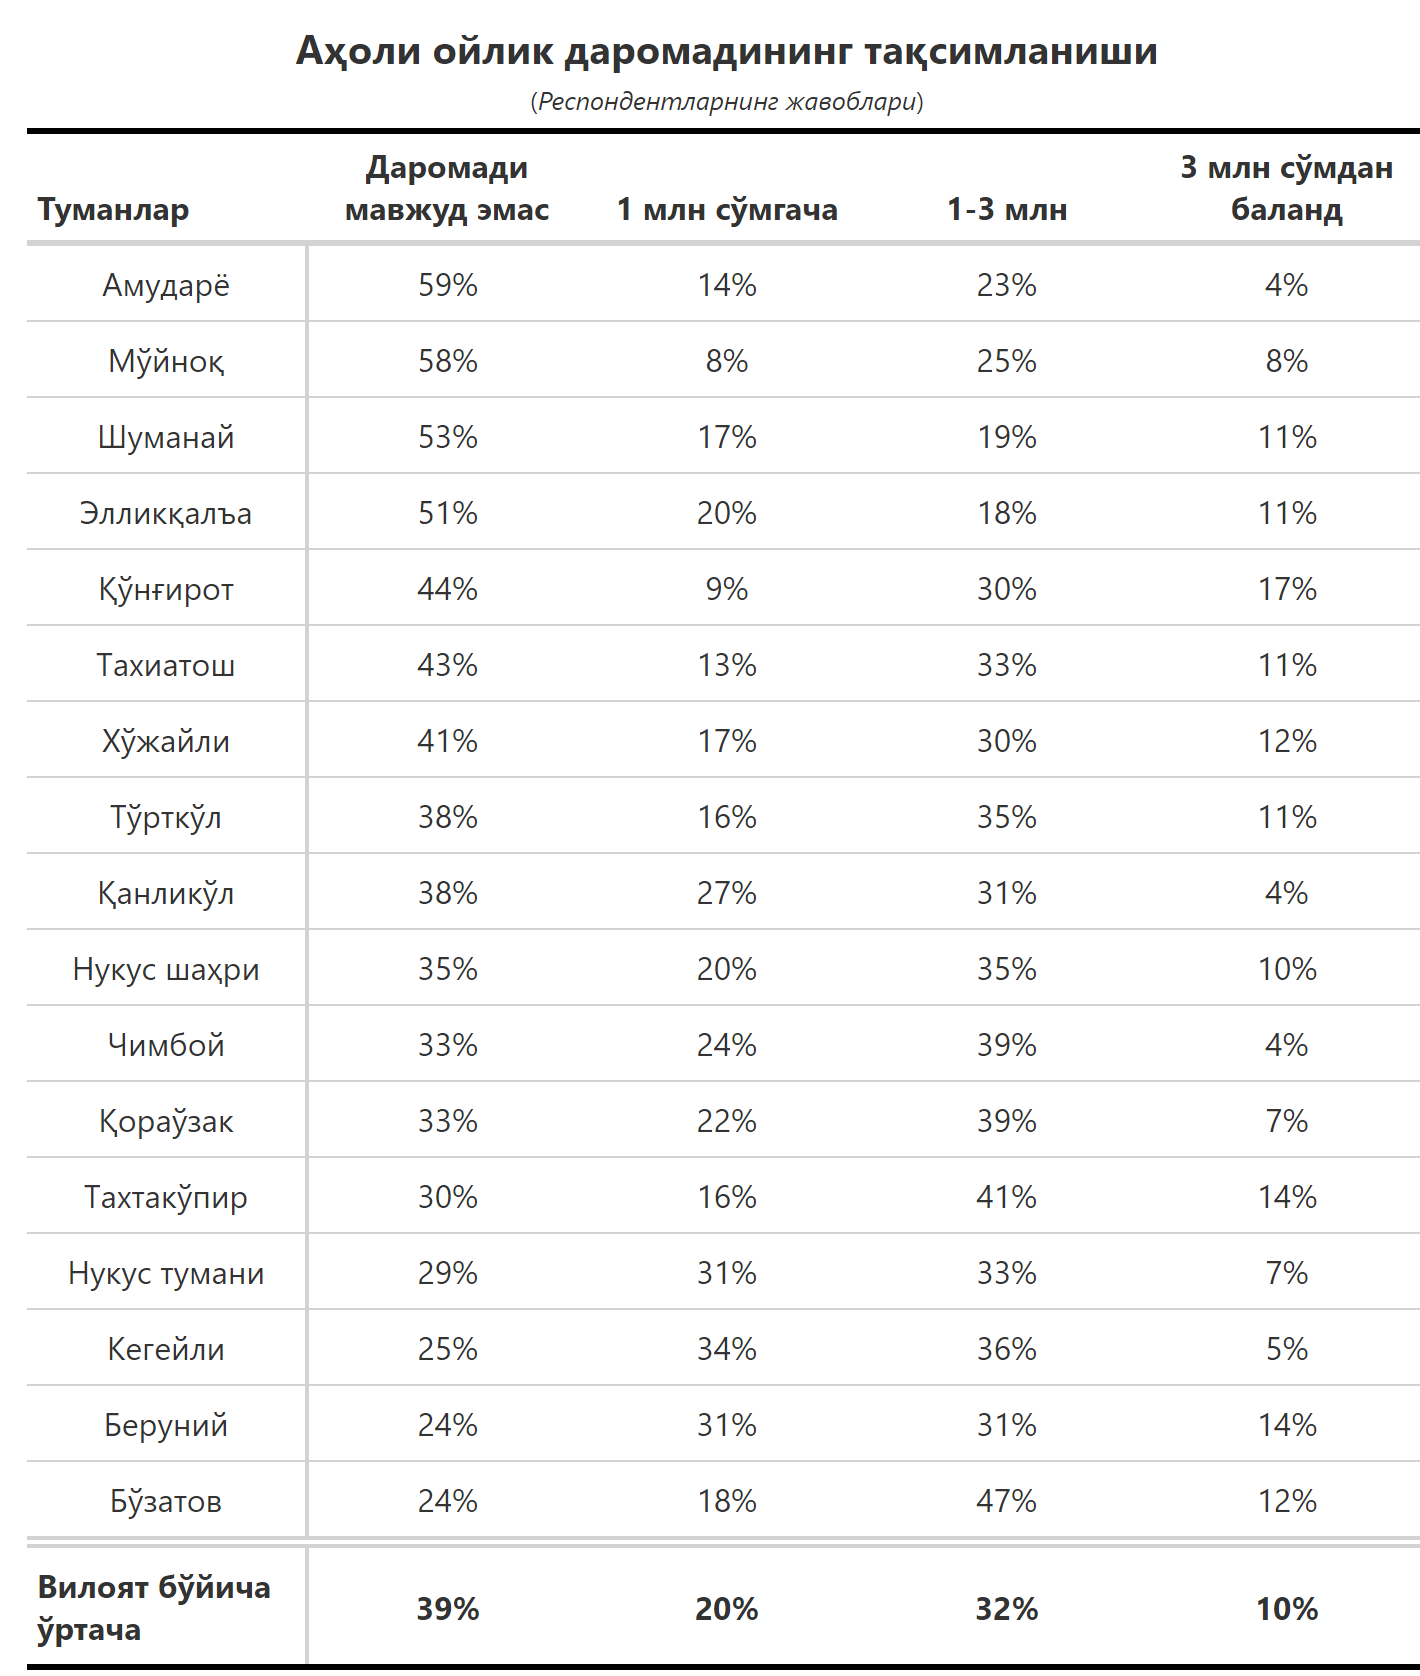 Аҳоли ойлик даромадининг тақсимланиши
(Респондентларнинг жавоблари)
Туманлар Даромади мавжуд эмас 1 млн сўмгача 1-3 млн 3 млн сўмдан баланд
Амударё 59% 14% 23% 4%
Мўйноқ 58% 8% 25% 8%
Шуманай 53% 17% 19% 11%
Элликқалъа 51% 20% 18% 11%
Қўнғирот 44% 9% 30% 17%
Тахиатош 43% 13% 33% 11%
Хўжайли 41% 17% 30% 12%
Тўрткўл 38% 16% 35% 11%
Қанликўл 38% 27% 31% 4%
Нукус шаҳри 35% 20% 35% 10%
Чимбой 33% 24% 39% 4%
Қораўзак 33% 22% 39% 7%
Тахтакўпир 30% 16% 41% 14%
Нукус тумани 29% 31% 33% 7%
Кегейли 25% 34% 36% 5%
Беруний 24% 31% 31% 14%
Бўзатов 24% 18% 47% 12%
Вилоят бўйича ўртача 39% 20% 32% 10%